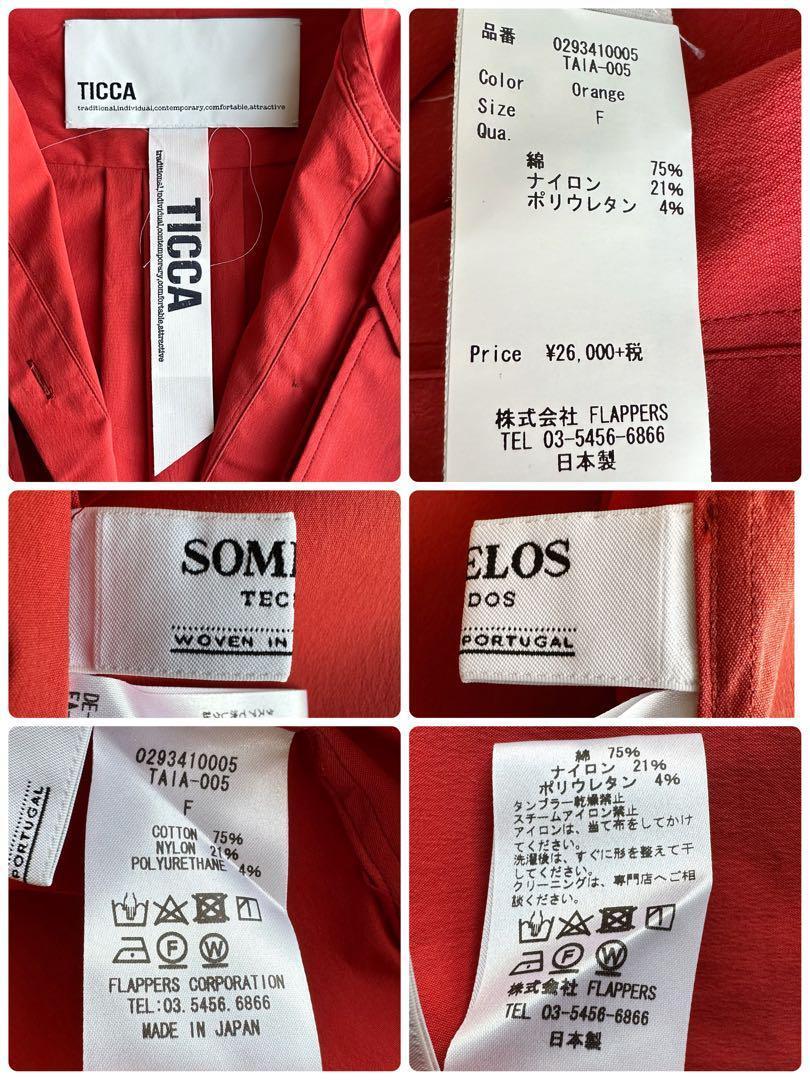 TICCA
traditional,individual,contemporary,comfortable,attractive
TICCA
traditional,individual,contemporary,comfortable,attractive
品番 0293410005
TAIA-005
Color Orange
Size F
Qua.
綿 75%
ナイロン 21%
ポリウレタン 4%
Price ¥26,000+税
株式会社 FLAPPERS
TEL 03-5456-6866
日本製
SOM
TEC
WOVEN IN
DE-
ELOS
DOS
PORTUGAL
PORTUGAL
0293410005
TAIA-005
F
COTTON 75%
NYLON 21%
POLYURETHANE 4%
F W
FLAPPERS CORPORATION
TEL:03.5456.6866
MADE IN JAPAN
綿 75%
ナイロン 21%
ポリウレタン 4%
タンブラー乾燥禁止
スチームアイロン禁止
アイロンは、当て布をしてかけ
てください。
洗濯後は、すぐに形を整えて干
してください。
クリーニングは、専門店へご相
談ください。
F W
株式会社 FLAPPERS
TEL 03-5456-6866
日本製